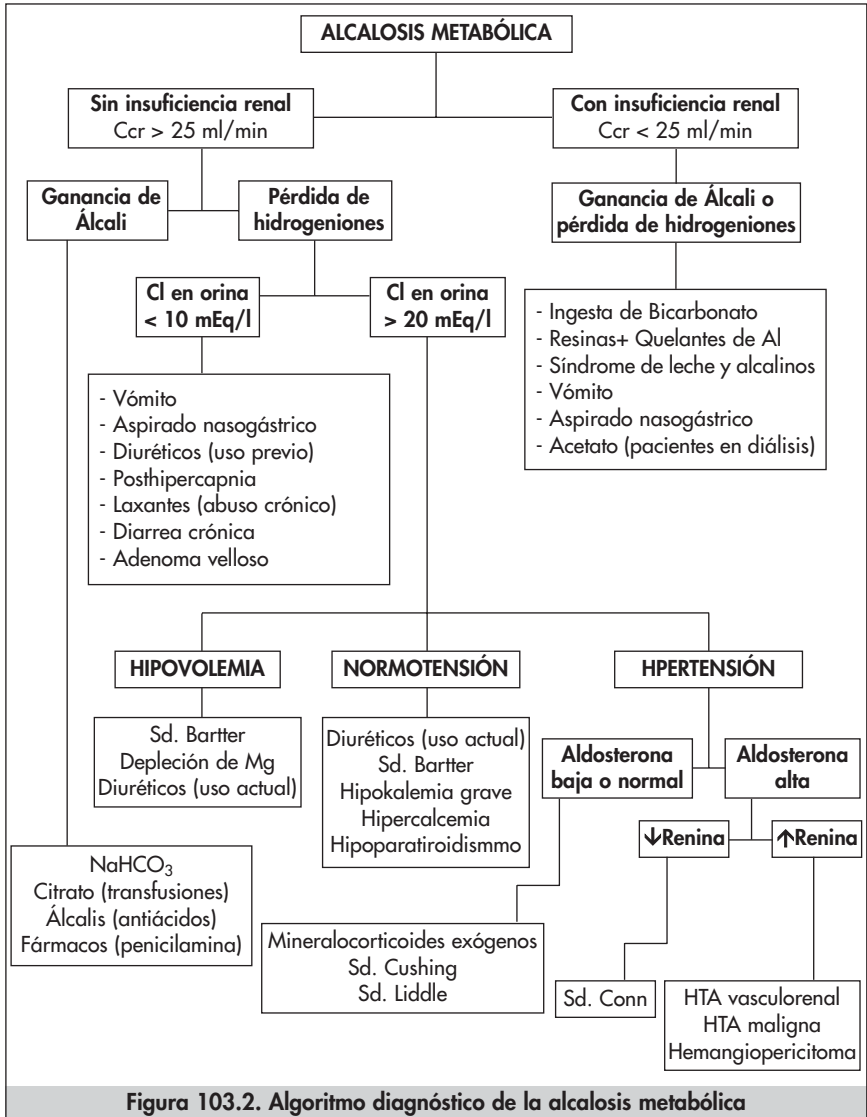 ALCALOSIS METABÓLICA
Sin insuficiencia renal
Ccr > 25 ml/min
Con insuficiencia renal
Ccr < 25 ml/min
Ganancia de
Álcali
Pérdida de
hidrogeniones
Ganancia de Álcali o
pérdida de hidrogeniones
Cl en orina
< 10 mEq/l
Cl en orina
> 20 mEq/l
- Ingesta de Bicarbonato
- Resinas+ Quelantes de Al
- Síndrome de leche y alcalinos
- Vómito
- Aspirado nasogástrico
- Acetato (pacientes en diálisis)
- Vómito
- Aspirado nasogástrico
- Diuréticos (uso previo)
- Posthipercapnia
- Laxantes (abuso crónico)
- Diarrea crónica
- Adenoma velloso
HIPOVOLEMIA
NORMOTENSIÓN
HPERTENSIÓN
Sd. Bartter
Depleción de Mg
Diuréticos (uso actual)
Diuréticos (uso actual)
Sd. Bartter
Hipokalemia grave
Hipercalcemia
Hipoparatiroidismmo
Aldosterona
baja o normal
Aldosterona
alta
↓Renina
↑Renina
NaHCO₃
Citrato (transfusiones)
Álcalis (antiácidos)
Fármacos (penicilamina)
Mineralocorticoides exógenos
Sd. Cushing
Sd. Liddle
Sd. Conn
HTA vasculorenal
HTA maligna
Hemangiopericitoma
Figura 103.2. Algoritmo diagnóstico de la alcalosis metabólica